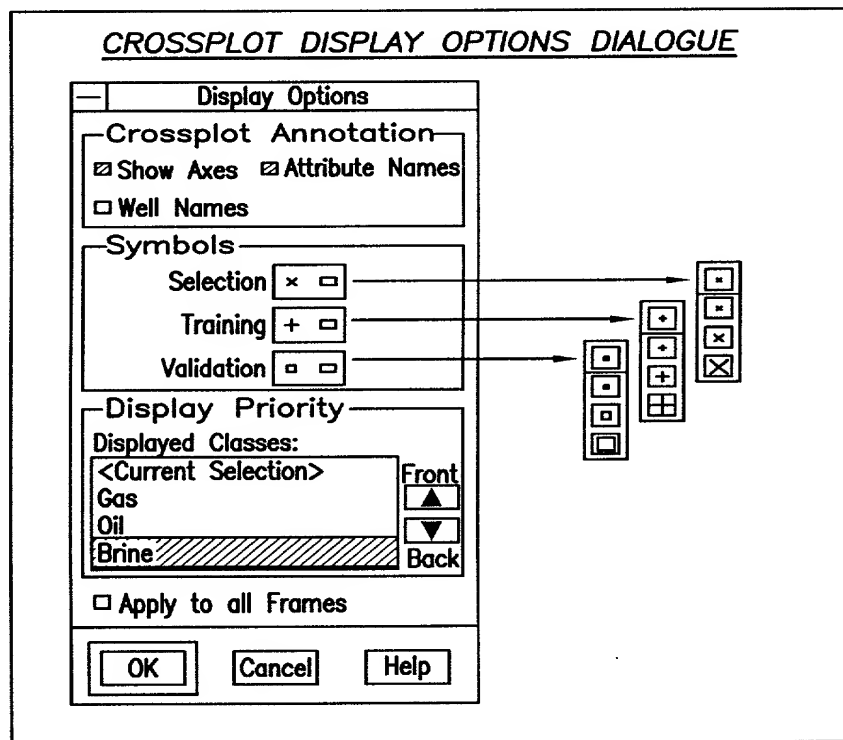 CROSSPLOT DISPLAY OPTIONS DIALOGUE
Display Options
Crossplot Annotation
Show Axes Attribute Names
Well Names
Symbols
Selection
Training
Validation
Display Priority
Displayed Classes:
<Current Selection>
Front
Gas
Oil
Brine
Back
Apply to all Frames
OK Cancel Help